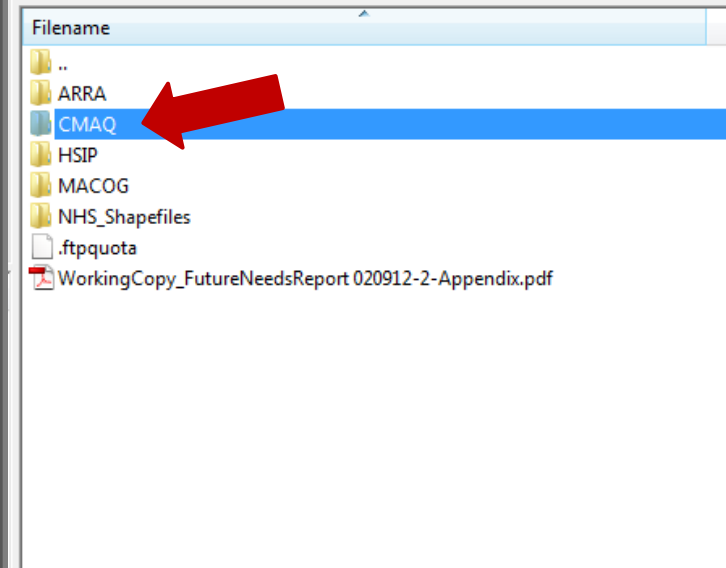 Filename
..
ARRA
CMAQ
HSIP
MACOG
NHS_Shapefiles
.ftpquota
WorkingCopy_FutureNeedsReport 020912-2-Appendix.pdf